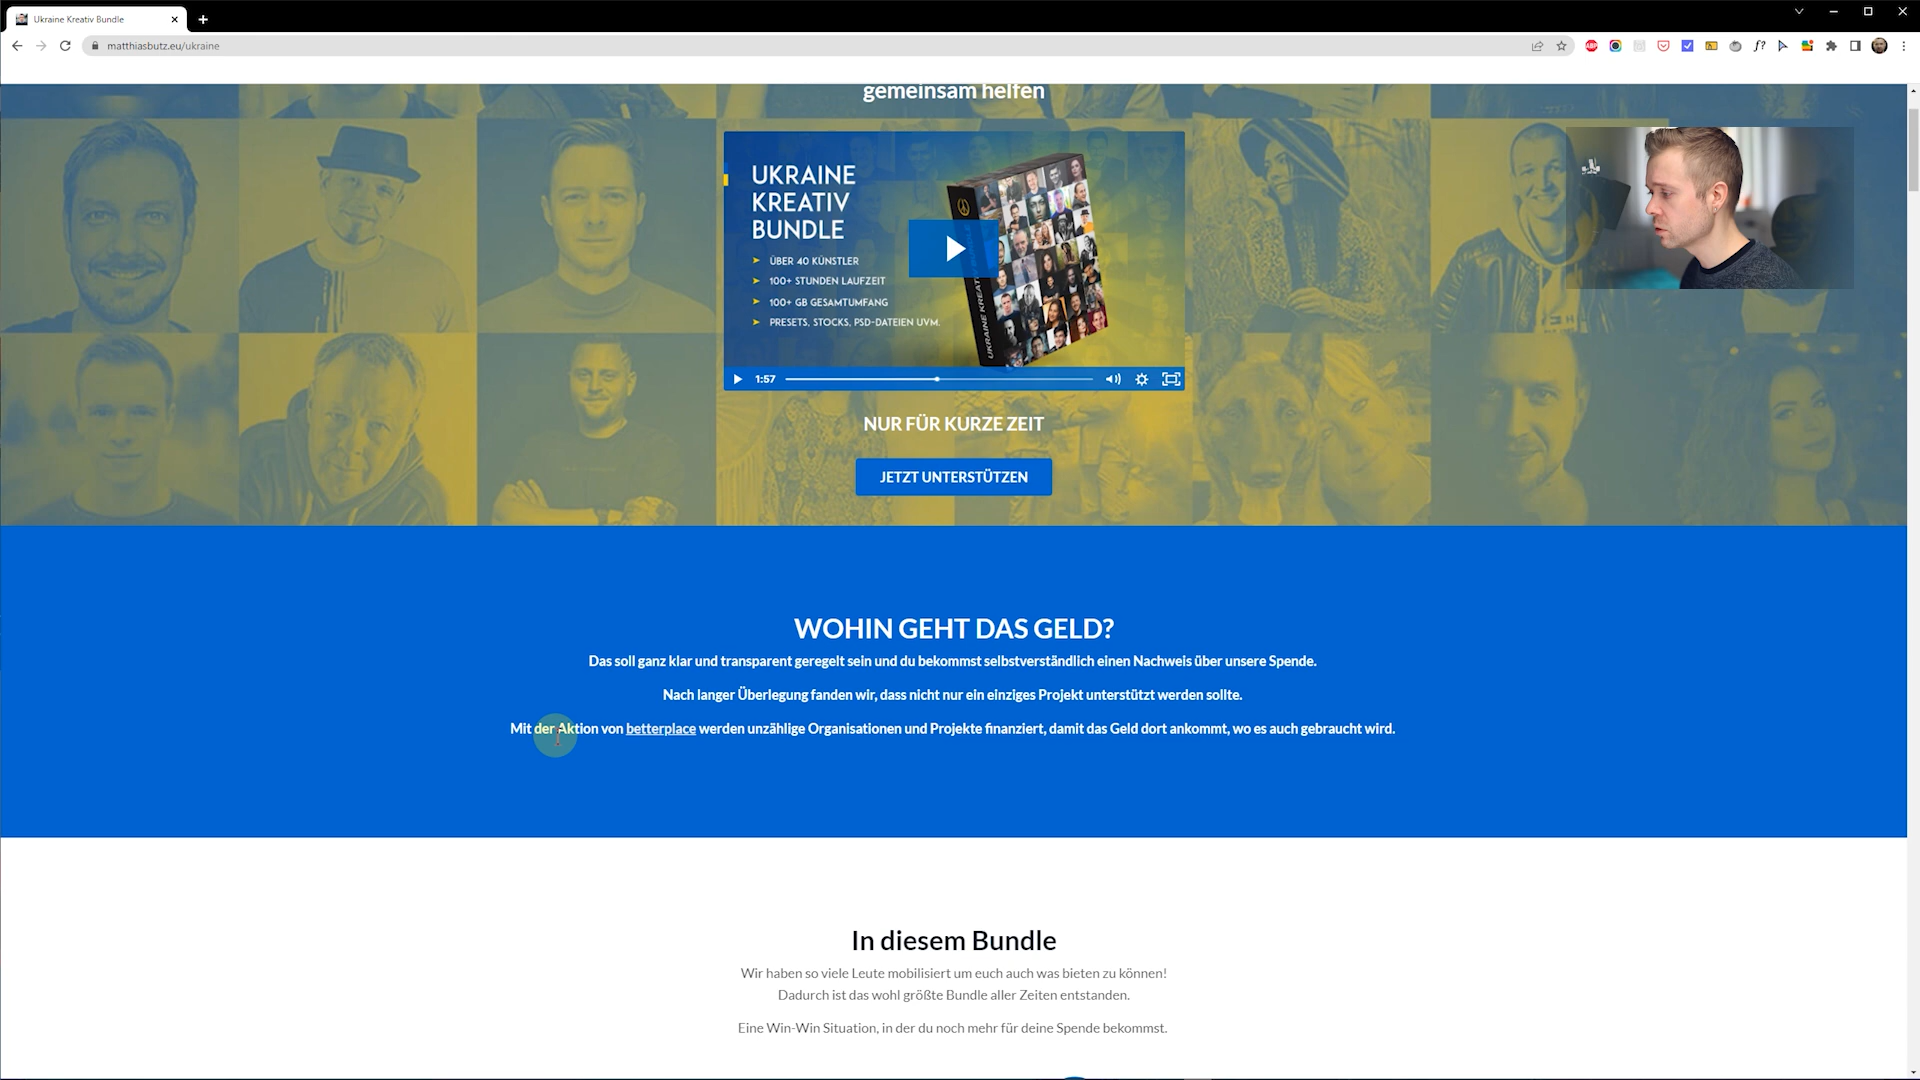 Ukraine Kreativ Bundle
matthiasbutz.eu/ukraine
gemeinsam helfen
UKRAINE
KREATIV
BUNDLE
ÜBER 40 KÜNSTLER
100+ STUNDEN LAUFZEIT
100+ GB GESAMTUMFANG
PRESETS, STOCKS, PSD-DATEIEN UVM.
1:57
NUR FÜR KURZE ZEIT
JETZT UNTERSTÜTZEN
WOHIN GEHT DAS GELD?
Das soll ganz klar und transparent geregelt sein und du bekommst selbstverständlich einen Nachweis über unsere Spende.
Nach langer Überlegung fanden wir, dass nicht nur ein einziges Projekt unterstützt werden sollte.
Mit der Aktion von betterplace werden unzählige Organisationen und Projekte finanziert, damit das Geld dort ankommt, wo es auch gebraucht wird.
In diesem Bundle
Wir haben so viele Leute mobilisiert um euch auch was bieten zu können!
Dadurch ist das wohl größte Bundle aller Zeiten entstanden.
Eine Win-Win Situation, in der du noch mehr für deine Spende bekommst.